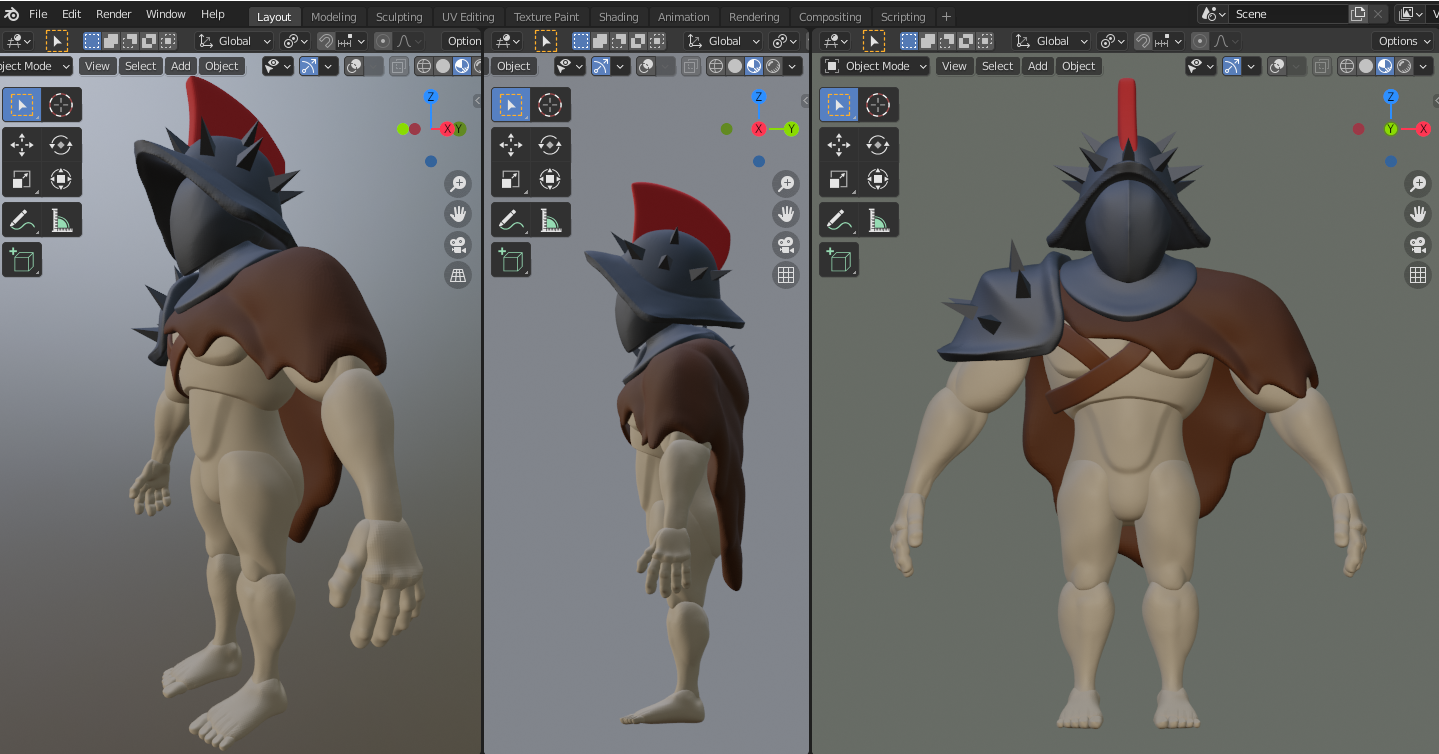 File Edit Render Window Help Layout Modeling Sculpting UV Editing Texture Paint Shading Animation Rendering Compositing Scripting + Scene
Global Option Global Global Options
ject Mode View Select Add Object Object Object Mode View Select Add Object
Z X Y
Z X Y
Z Y X